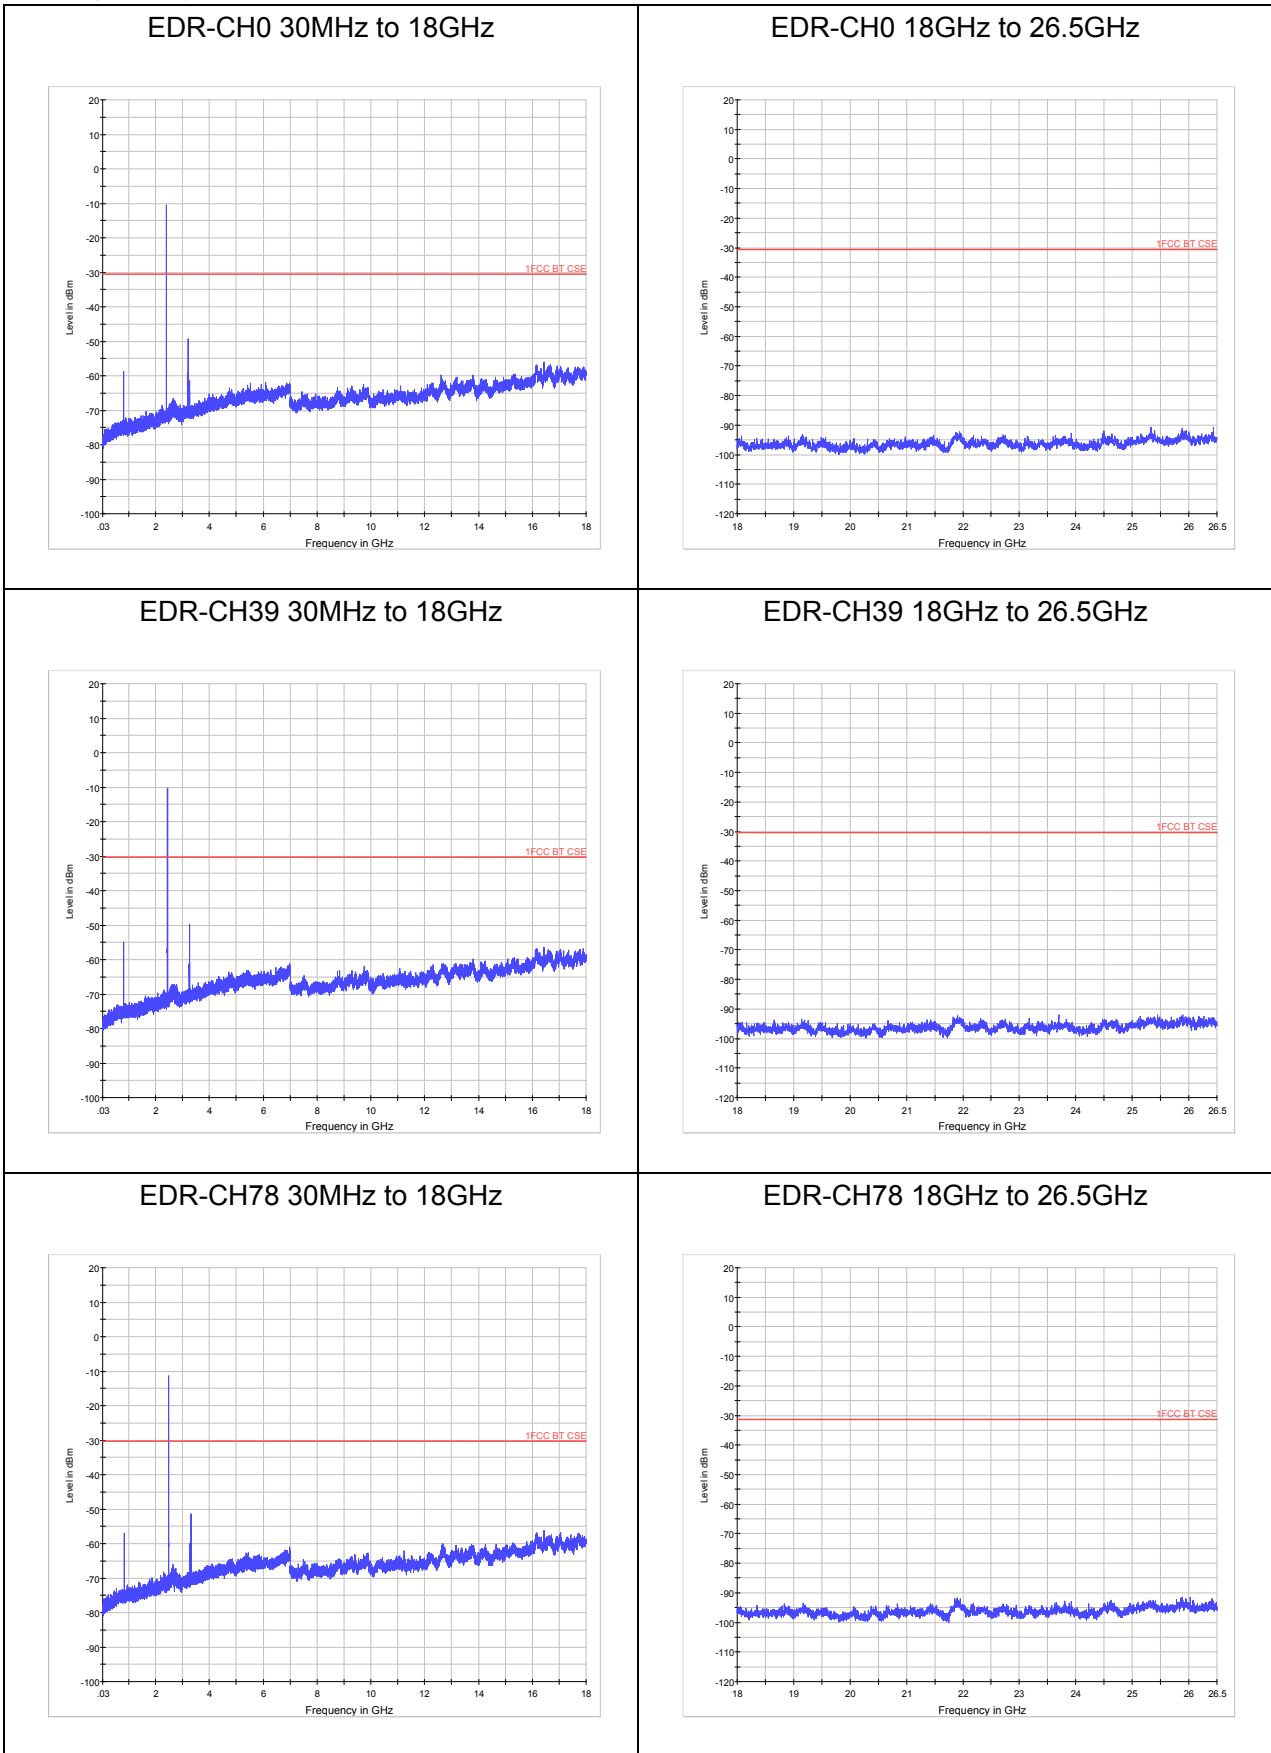 EDR-CH0 30MHz to 18GHz
20
10
0
-10
-20
-30
-40
-50
-60
-70
-80
-90
-100
Level in dBm
1FCC BT CSE
.03 2 4 6 8 10 12 14 16 18
Frequency in GHz
EDR-CH0 18GHz to 26.5GHz
20
10
0
-10
-20
-30
-40
-50
-60
-70
-80
-90
-100
-110
-120
Level in dBm
1FCC BT CSE
18 19 20 21 22 23 24 25 26 26.5
Frequency in GHz
EDR-CH39 30MHz to 18GHz
20
10
0
-10
-20
-30
-40
-50
-60
-70
-80
-90
-100
Level in dBm
1FCC BT CSE
.03 2 4 6 8 10 12 14 16 18
Frequency in GHz
EDR-CH39 18GHz to 26.5GHz
20
10
0
-10
-20
-30
-40
-50
-60
-70
-80
-90
-100
-110
-120
Level in dBm
1FCC BT CSE
18 19 20 21 22 23 24 25 26 26.5
Frequency in GHz
EDR-CH78 30MHz to 18GHz
20
10
0
-10
-20
-30
-40
-50
-60
-70
-80
-90
-100
Level in dBm
1FCC BT CSE
.03 2 4 6 8 10 12 14 16 18
Frequency in GHz
EDR-CH78 18GHz to 26.5GHz
20
10
0
-10
-20
-30
-40
-50
-60
-70
-80
-90
-100
-110
-120
Level in dBm
1FCC BT CSE
18 19 20 21 22 23 24 25 26 26.5
Frequency in GHz